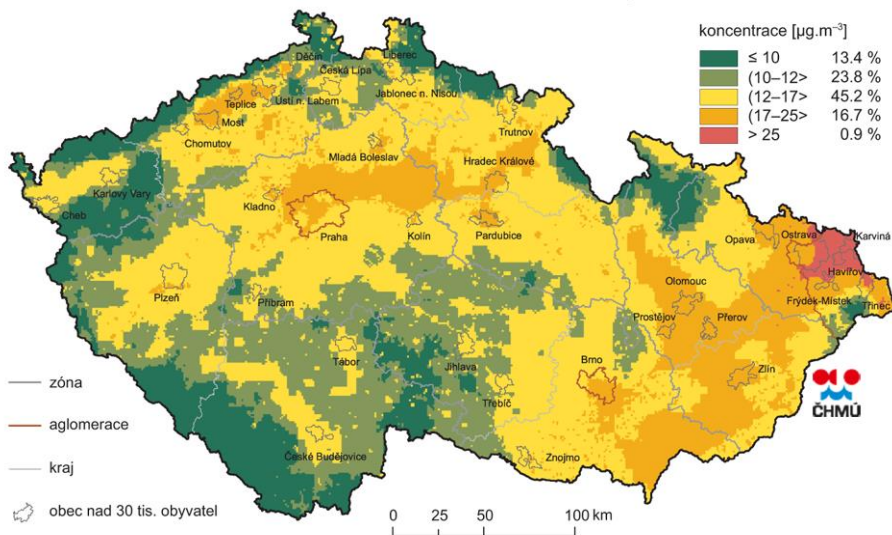 koncentrace [µg.m⁻³]
≤ 10 13.4 %
(10–12> 23.8 %
(12–17> 45.2 %
(17–25> 16.7 %
> 25 0.9 %
Děčín
Liberec
Česká Lípa
Teplice
Ústí n. Labem
Jablonec n. Nisou
Most
Trutnov
Chomutov
Mladá Boleslav
Hradec Králové
Karlovy Vary
Kladno
Cheb
Praha
Kolín
Pardubice
Opava
Ostrava
Karviná
Havířov
Plzeň
Příbram
Olomouc
Frýdek-Místek
Třinec
Prostějov
Přerov
Tábor
Jihlava
Brno
Zlín
Třebíč
ČHMÚ
České Budějovice
Znojmo
zóna
aglomerace
kraj
obec nad 30 tis. obyvatel
0 25 50 100 km